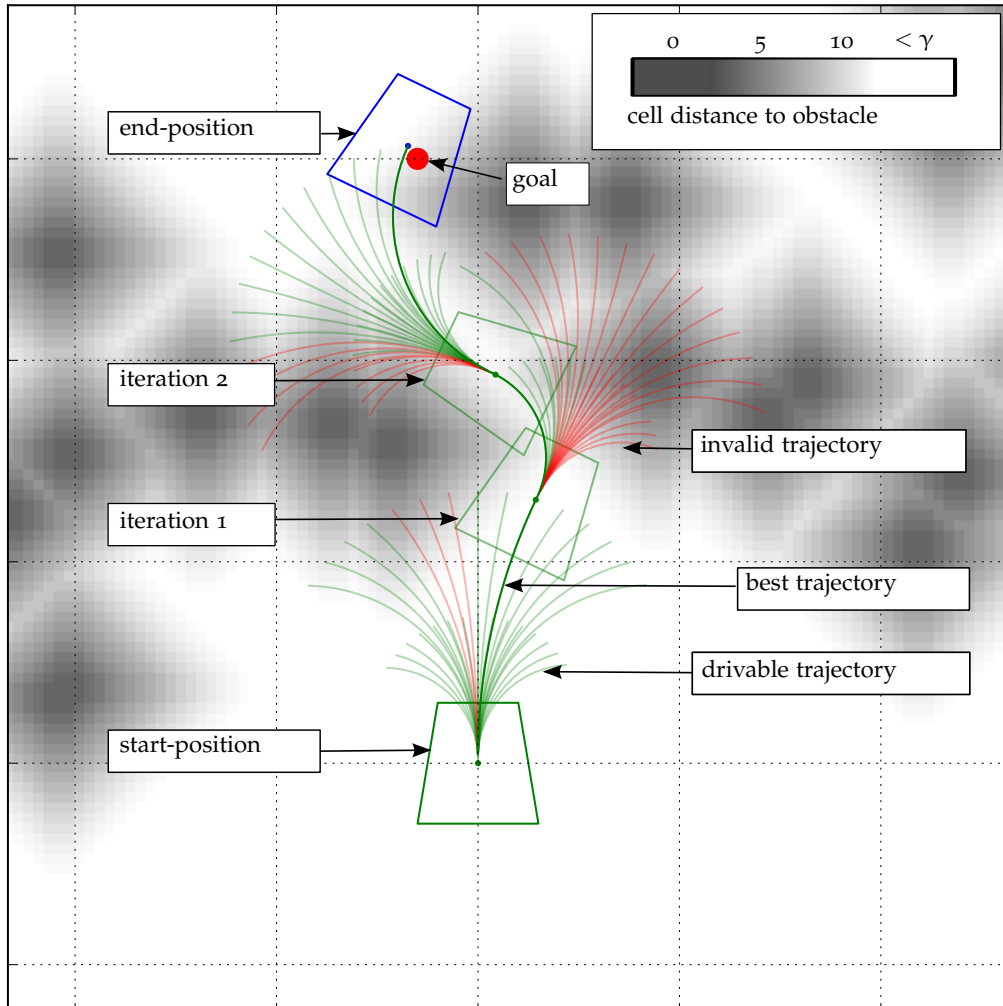 0 5 10 < γ
cell distance to obstacle
end-position
goal
iteration 2
invalid trajectory
iteration 1
best trajectory
drivable trajectory
start-position